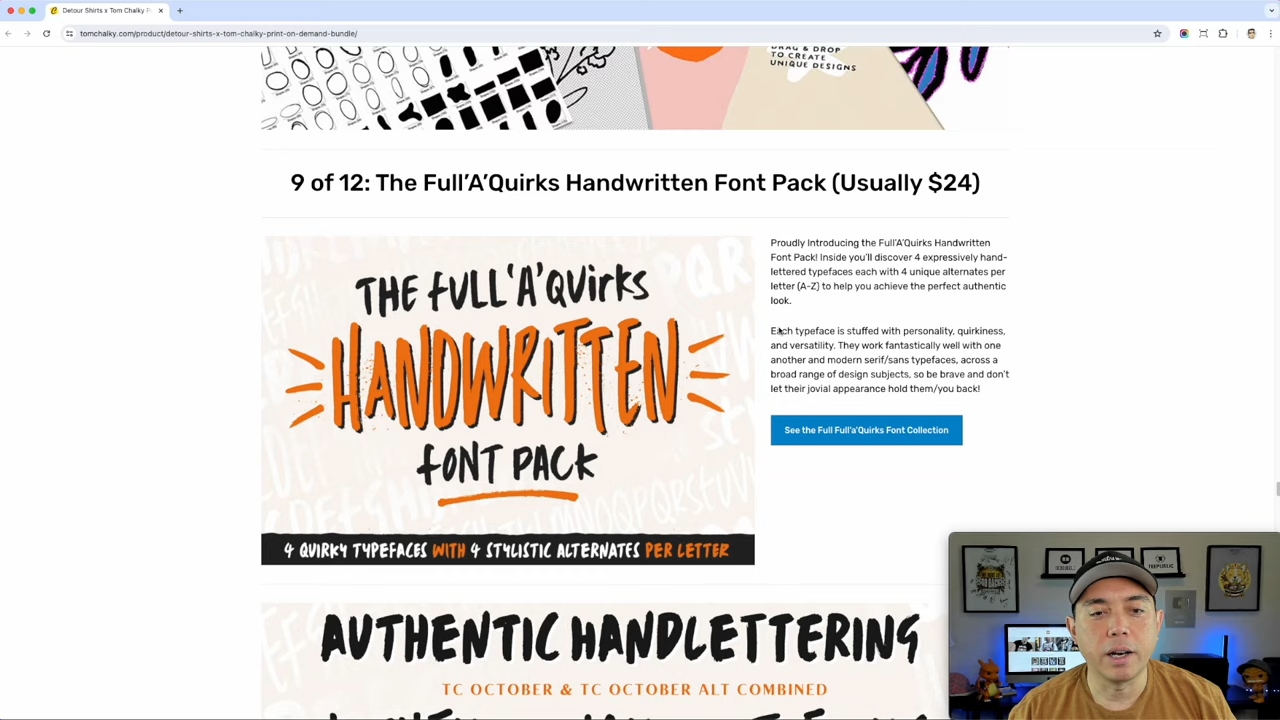 Detour Shirts x Tom Chalky P
tomchalky.com/product/detour-shirts-x-tom-chalky-print-on-demand-bundle/
DRAG & DROP
TO CREATE
UNIQUE DESIGNS
9 of 12: The Full’A’Quirks Handwritten Font Pack (Usually $24)
THE FULL'A'QUIRKS
HANDWRITTEN
FONT PACK
4 QUIRKY TYPEFACES WITH 4 STYLISTIC ALTERNATES PER LETTER
Proudly Introducing the Full’A’Quirks Handwritten
Font Pack! Inside you’ll discover 4 expressively hand-
lettered typefaces each with 4 unique alternates per
letter (A-Z) to help you achieve the perfect authentic
look.
Each typeface is stuffed with personality, quirkiness,
and versatility. They work fantastically well with one
another and modern serif/sans typefaces, across a
broad range of design subjects, so be brave and don’t
let their jovial appearance hold them/you back!
See the Full Full'a'Quirks Font Collection
AUTHENTIC HANDLETTERING
TC OCTOBER & TC OCTOBER ALT COMBINED